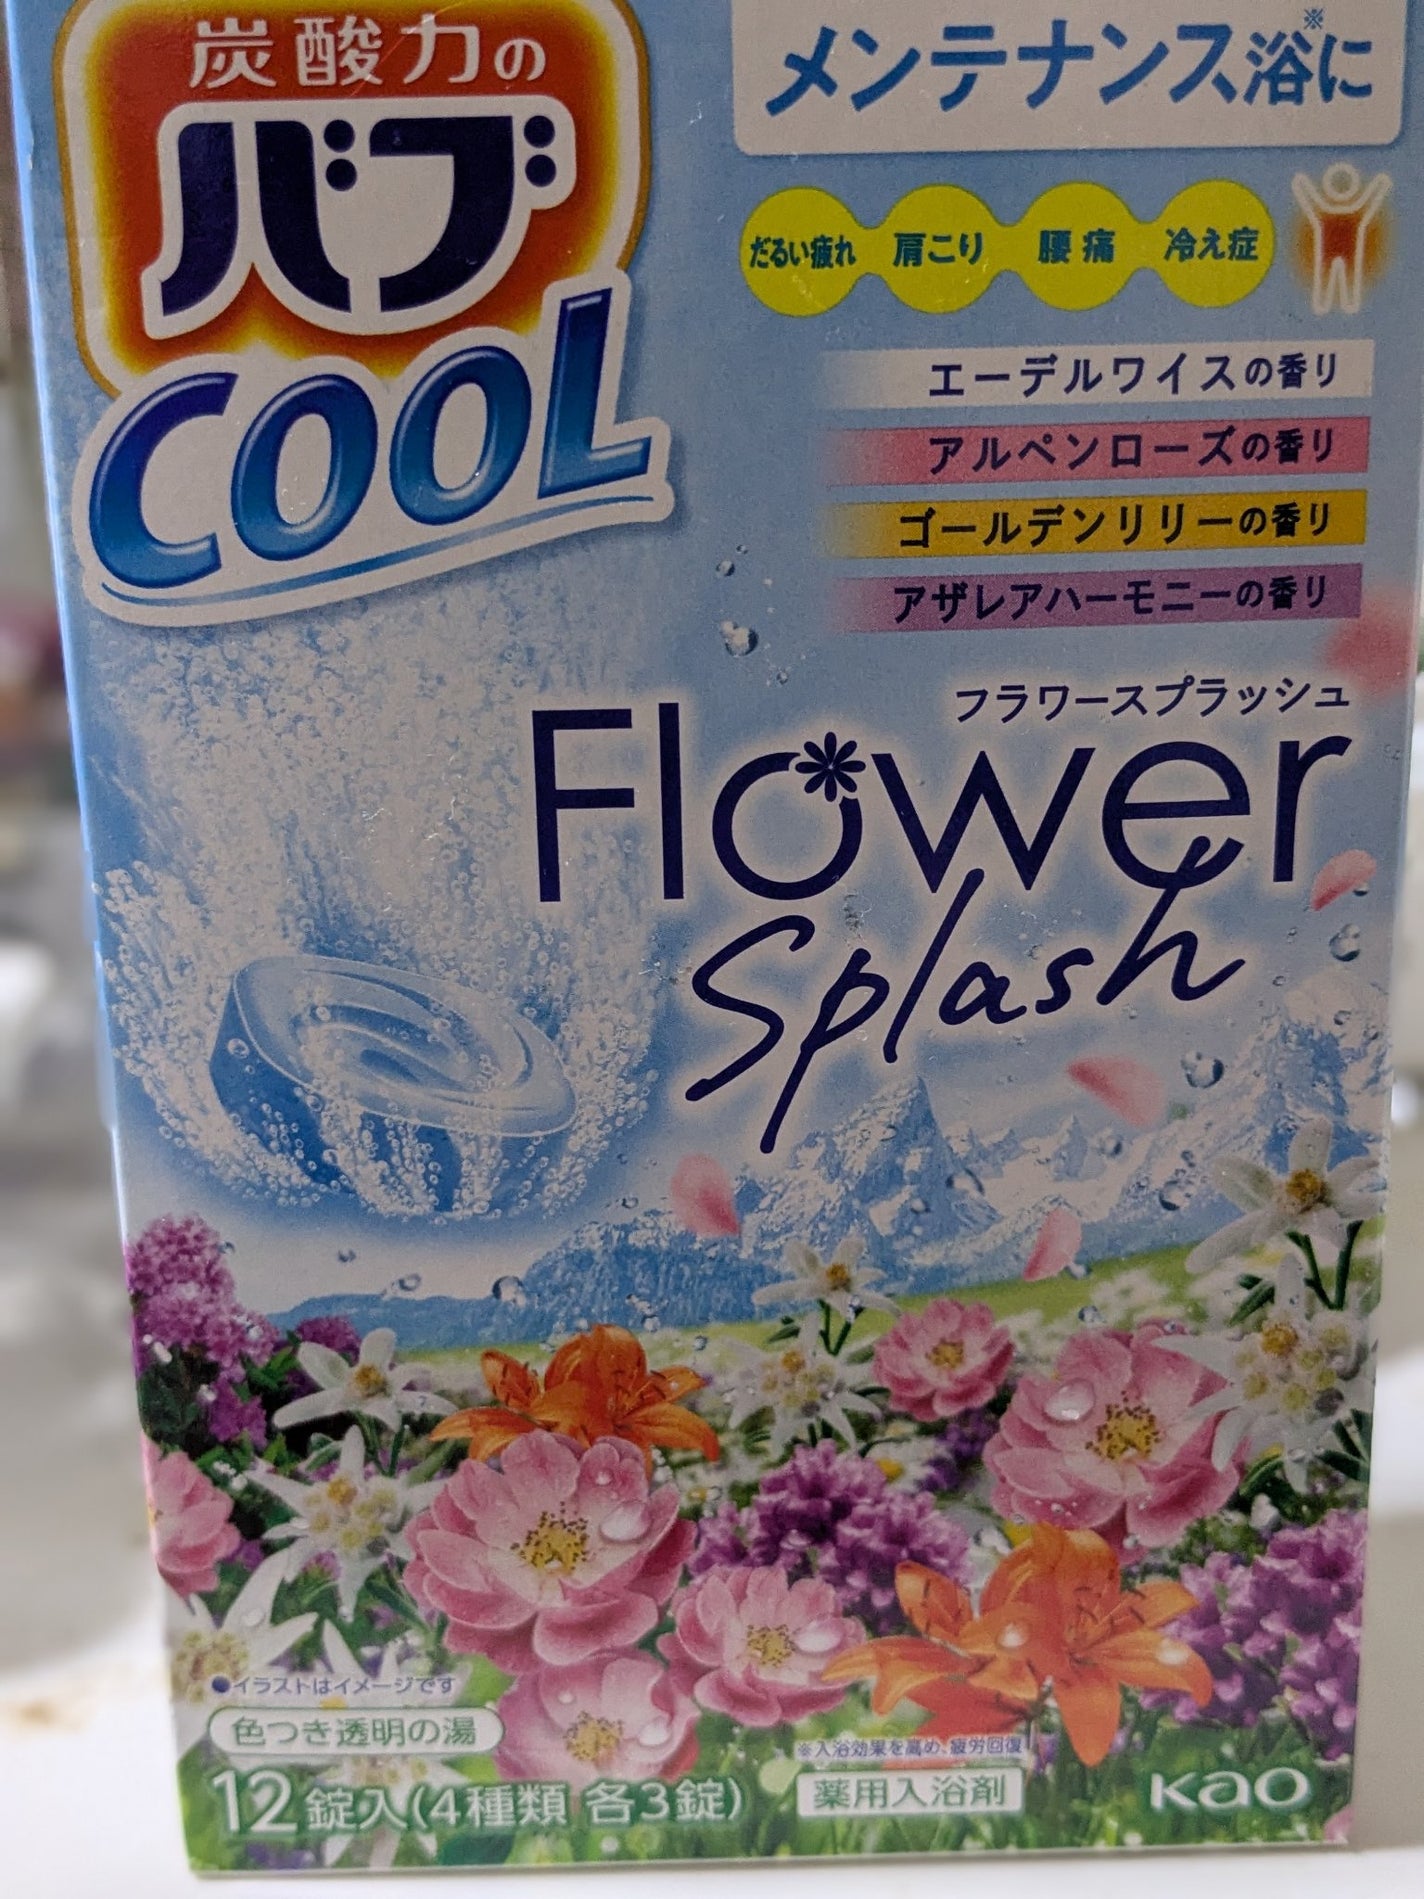 炭酸力の
バブ
COOL
メンテナンス浴に※
だるい疲れ 肩こり 腰痛 冷え症
エーデルワイスの香り
アルペンローズの香り
ゴールデンリリーの香り
アザレアハーモニーの香り
フラワースプラッシュ
Flower
Splash
●イラストはイメージです
色つき透明の湯
12錠入(4種類 各3錠)
※入浴効果を高め、疲労回復
薬用入浴剤
Kao